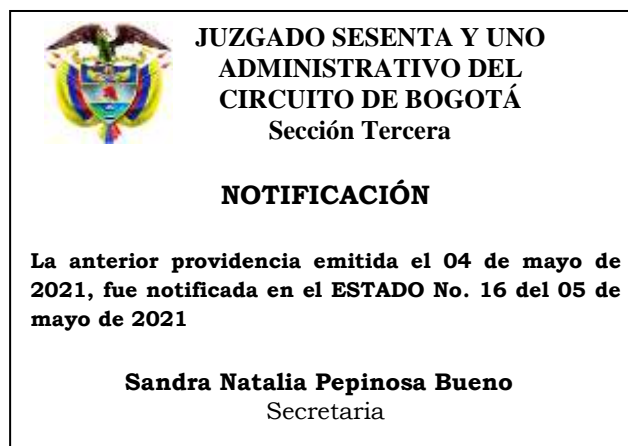 JUZGADO SESENTA Y UNO
ADMINISTRATIVO DEL
CIRCUITO DE BOGOTÁ
Sección Tercera
NOTIFICACIÓN
La anterior providencia emitida el 04 de mayo de
2021, fue notificada en el ESTADO No. 16 del 05 de
mayo de 2021
Sandra Natalia Pepinosa Bueno
Secretaria